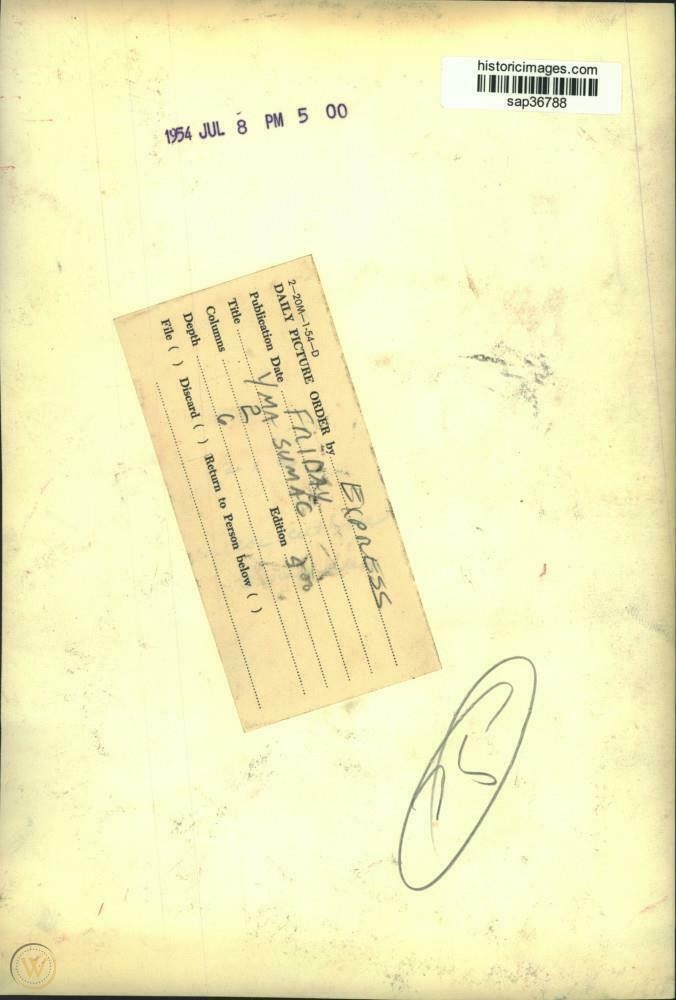 historicimages.com
sap36788
1954 JUL 8 PM 5 00
2—20M—1-54—D
DAILY PICTURE ORDER by EXPRESS
Publication Date FRIDAY Edition
Title YMA SUMAC
Columns 2
Depth 6
File ( ) Discard ( ) Return to Person below ( )
W